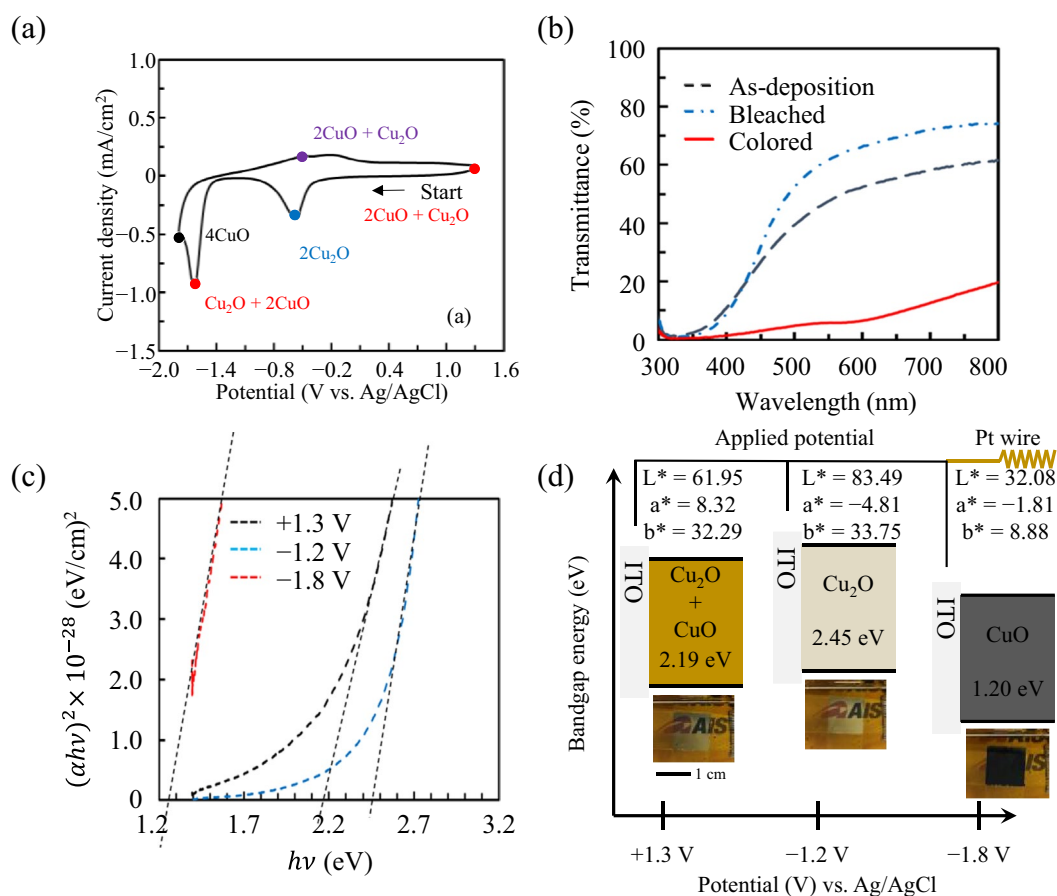 (a)
1.0
0.5
0
−0.5
−1.0
−1.5
Current density (mA/cm²)
2CuO + Cu₂O
Start
2CuO + Cu₂O
4CuO
2Cu₂O
Cu₂O + 2CuO
(a)
−2.0 −1.4 −0.8 −0.2 0.4 1.0 1.6
Potential (V vs. Ag/AgCl)
(b)
100
80
60
40
20
0
Transmittance (%)
As-deposition
Bleached
Colored
300 400 500 600 700 800
Wavelength (nm)
(c)
5.0
4.0
3.0
2.0
1.0
0
(αhν)² × 10⁻²⁸ (eV/cm)²
+1.3 V
−1.2 V
−1.8 V
1.2 1.7 2.2 2.7 3.2
hν (eV)
(d)
Applied potential
Pt wire
L* = 61.95
a* = 8.32
b* = 32.29
L* = 83.49
a* = −4.81
b* = 33.75
L* = 32.08
a* = −1.81
b* = 8.88
Bandgap energy (eV)
ITO
Cu₂O
+
CuO
2.19 eV
ITO
Cu₂O
2.45 eV
ITO
CuO
1.20 eV
AIS
AIS
1 cm
+1.3 V −1.2 V −1.8 V
Potential (V) vs. Ag/AgCl